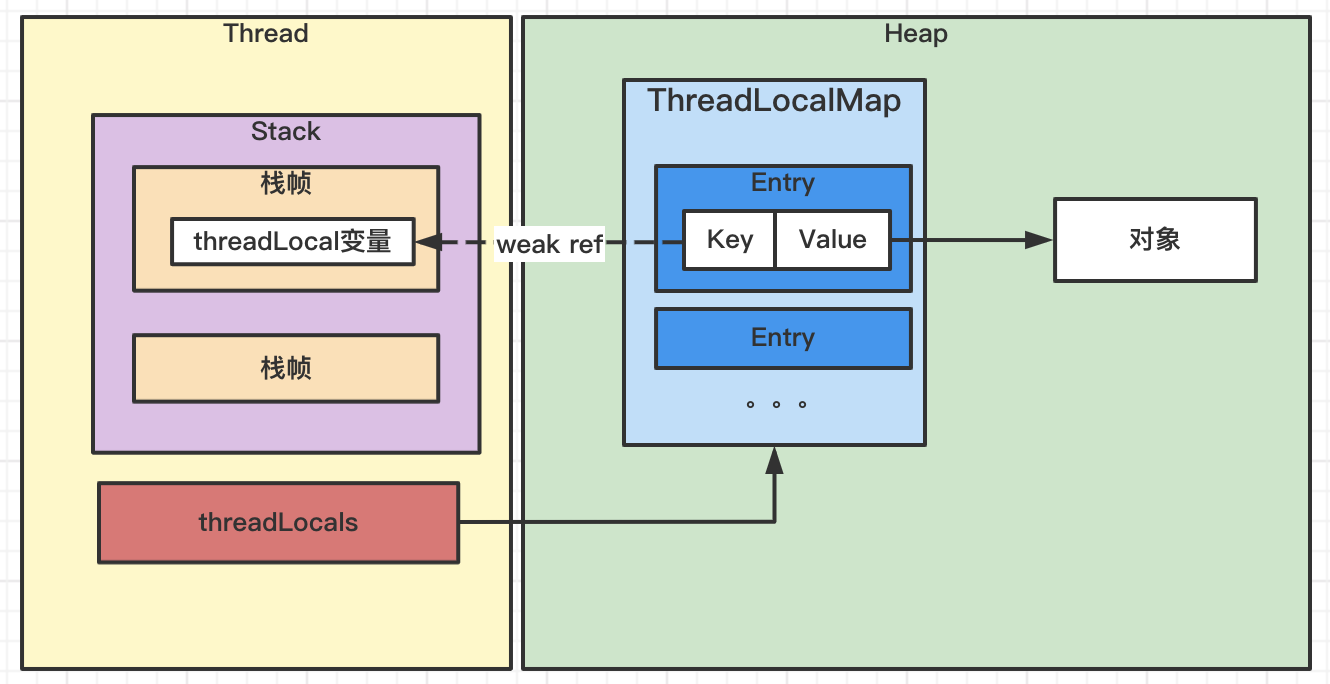 Thread
Stack
栈帧
threadLocal变量
栈帧
threadLocals
weak ref
Heap
ThreadLocalMap
Entry
Key
Value
Entry
。。。
对象